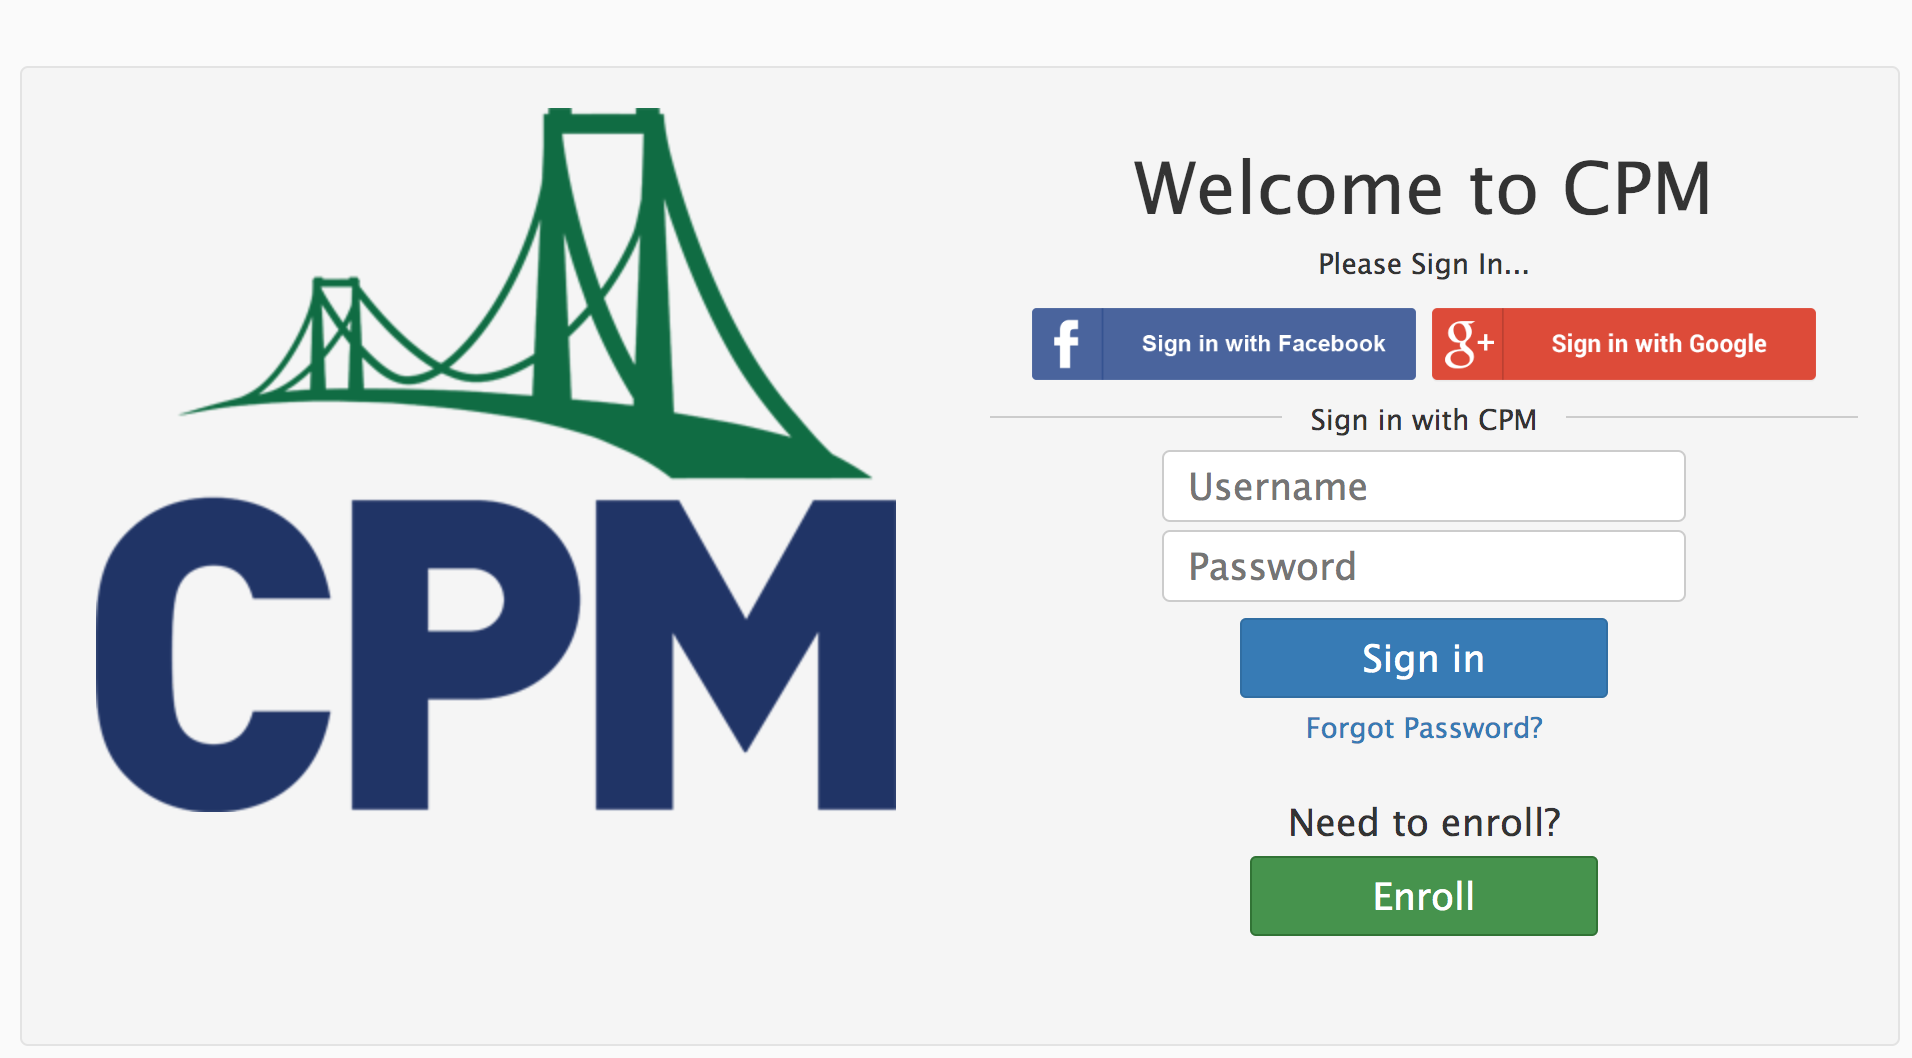 CPM
Welcome to CPM
Please Sign In...
f Sign in with Facebook
g+ Sign in with Google
Sign in with CPM
Username
Password
Sign in
Forgot Password?
Need to enroll?
Enroll